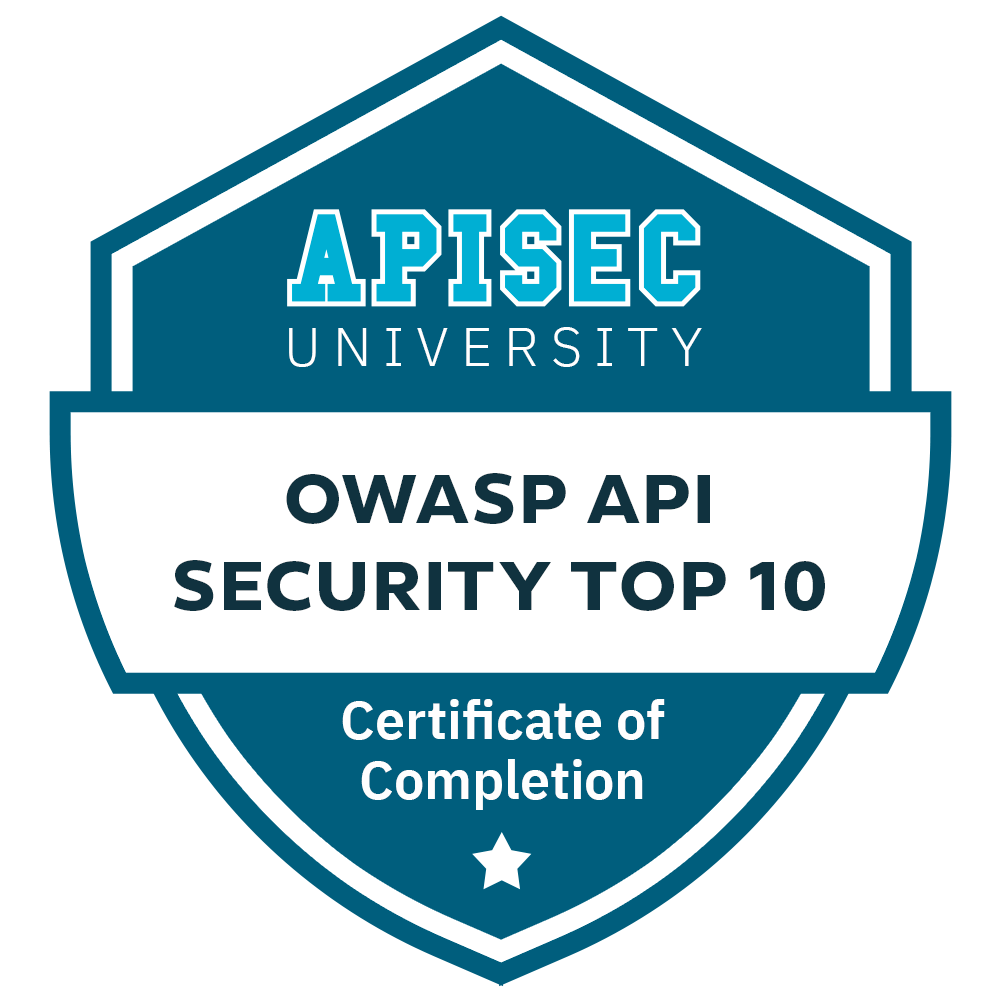 APISEC
UNIVERSITY
OWASP API
SECURITY TOP 10
Certificate of
Completion